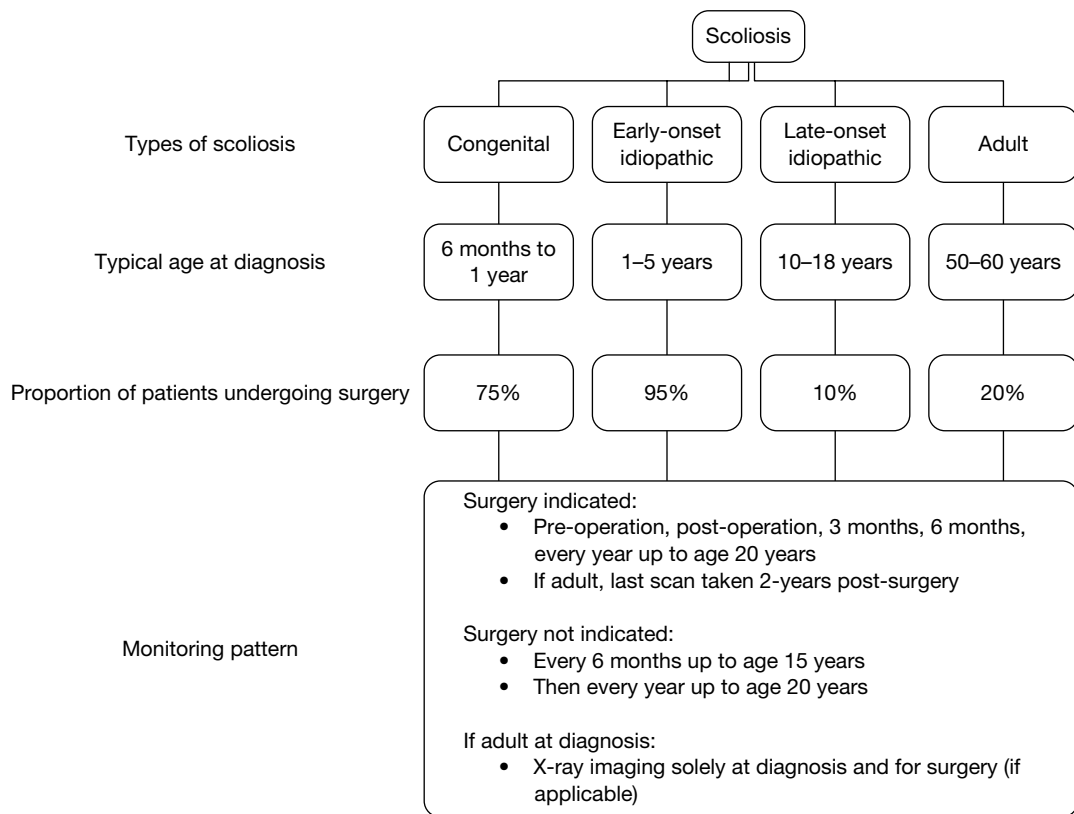 Scoliosis
Types of scoliosis
Congenital
Early-onset
idiopathic
Late-onset
idiopathic
Adult
Typical age at diagnosis
6 months to
1 year
1–5 years
10–18 years
50–60 years
Proportion of patients undergoing surgery
75%
95%
10%
20%
Monitoring pattern
Surgery indicated:
• Pre-operation, post-operation, 3 months, 6 months,
every year up to age 20 years
• If adult, last scan taken 2-years post-surgery
Surgery not indicated:
• Every 6 months up to age 15 years
• Then every year up to age 20 years
If adult at diagnosis:
• X-ray imaging solely at diagnosis and for surgery (if
applicable)